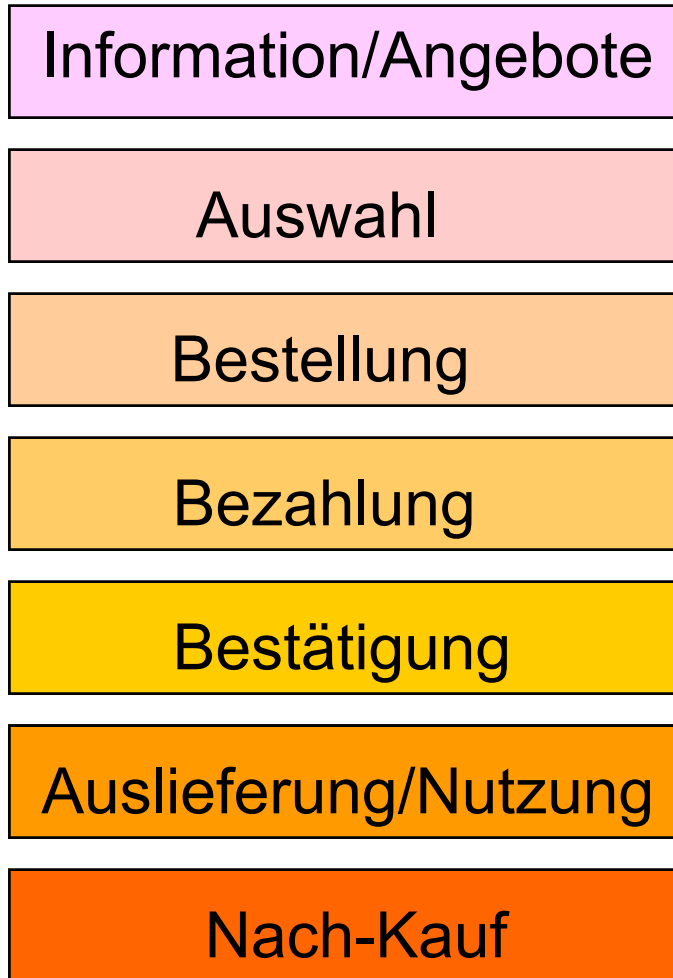 Information/Angebote
Auswahl
Bestellung
Bezahlung
Bestätigung
Auslieferung/Nutzung
Nach-Kauf